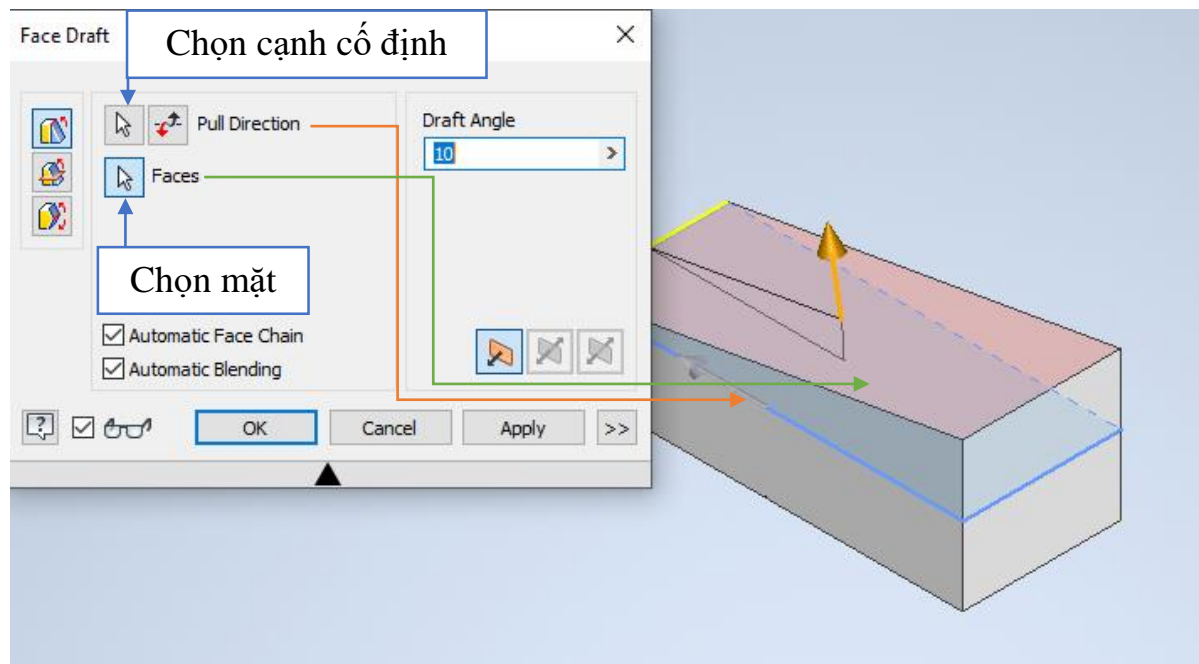 Face Draft
Chọn cạnh cố định
Pull Direction
Draft Angle
10
Faces
Chọn mặt
Automatic Face Chain
Automatic Blending
OK
Cancel
Apply
>>